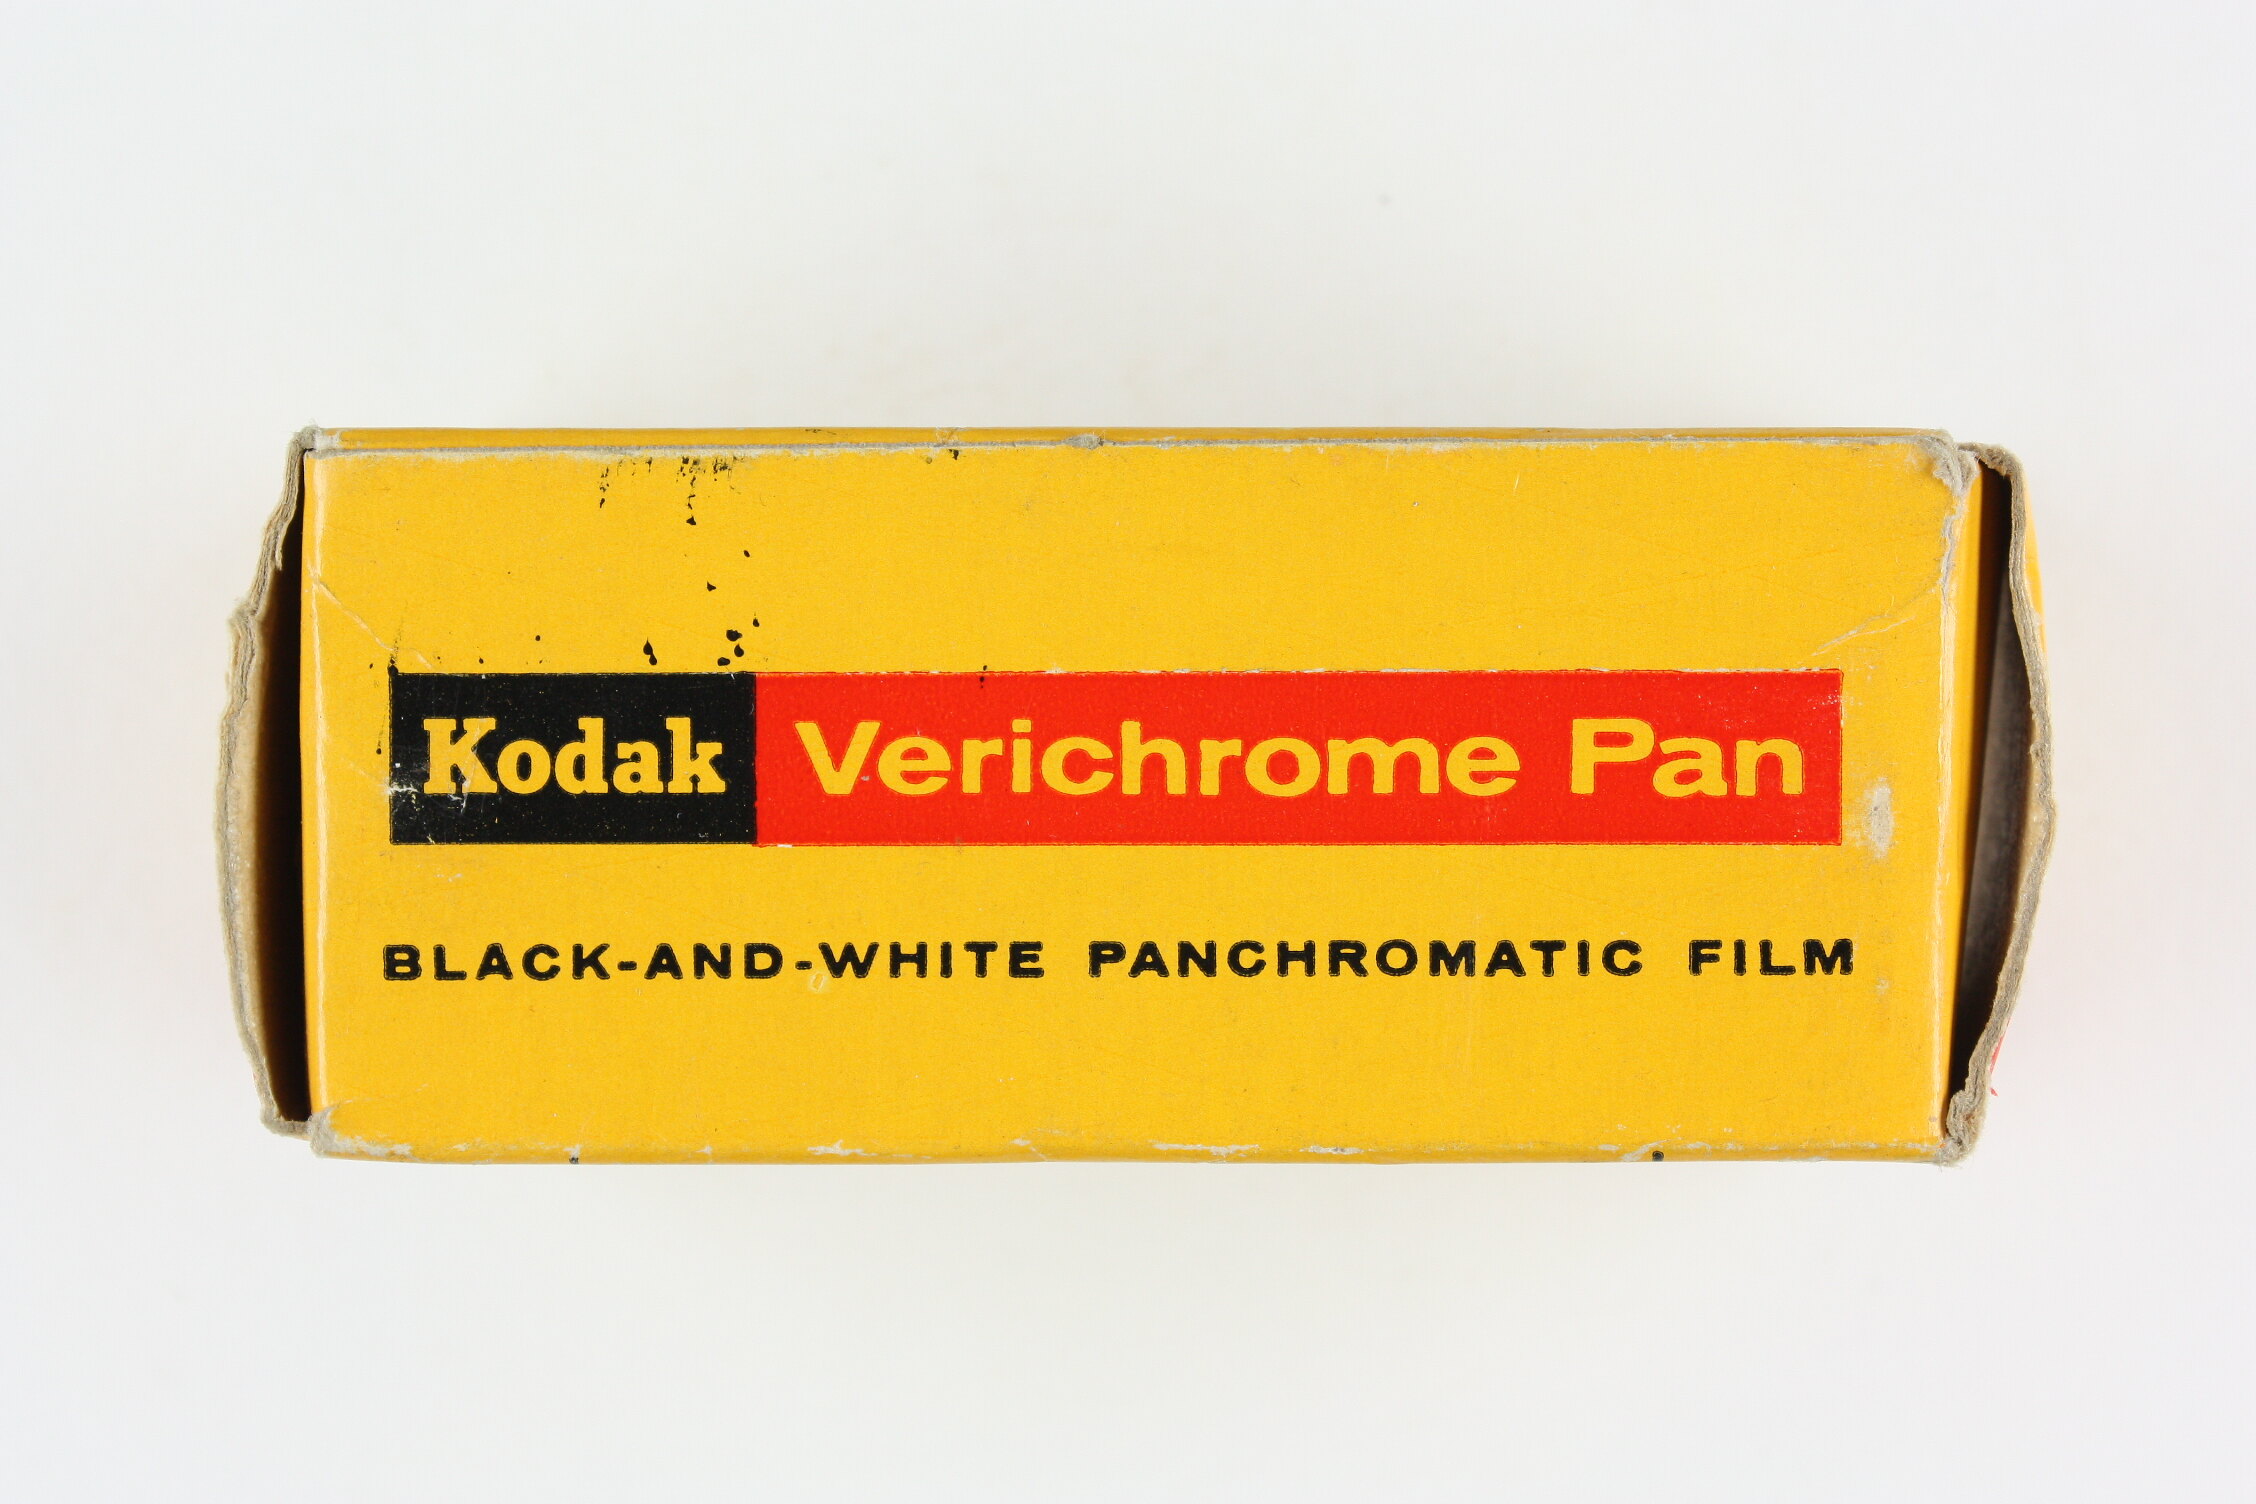 Kodak Verichrome Pan
BLACK-AND-WHITE PANCHROMATIC FILM